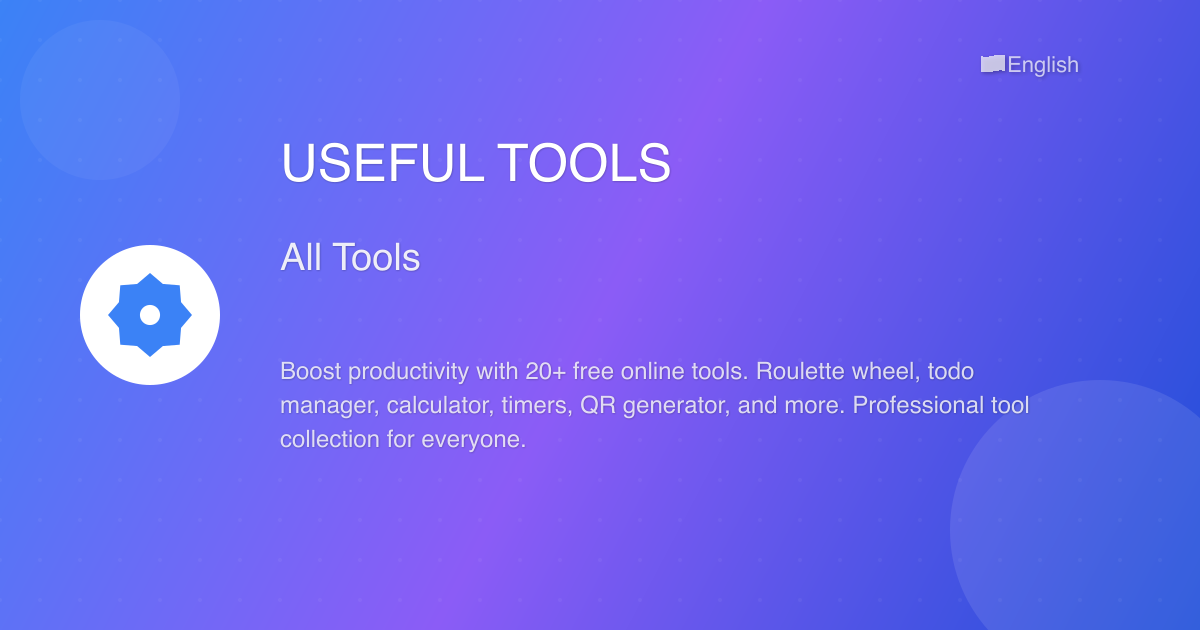 English
USEFUL TOOLS
All Tools
Boost productivity with 20+ free online tools. Roulette wheel, todo
manager, calculator, timers, QR generator, and more. Professional tool
collection for everyone.